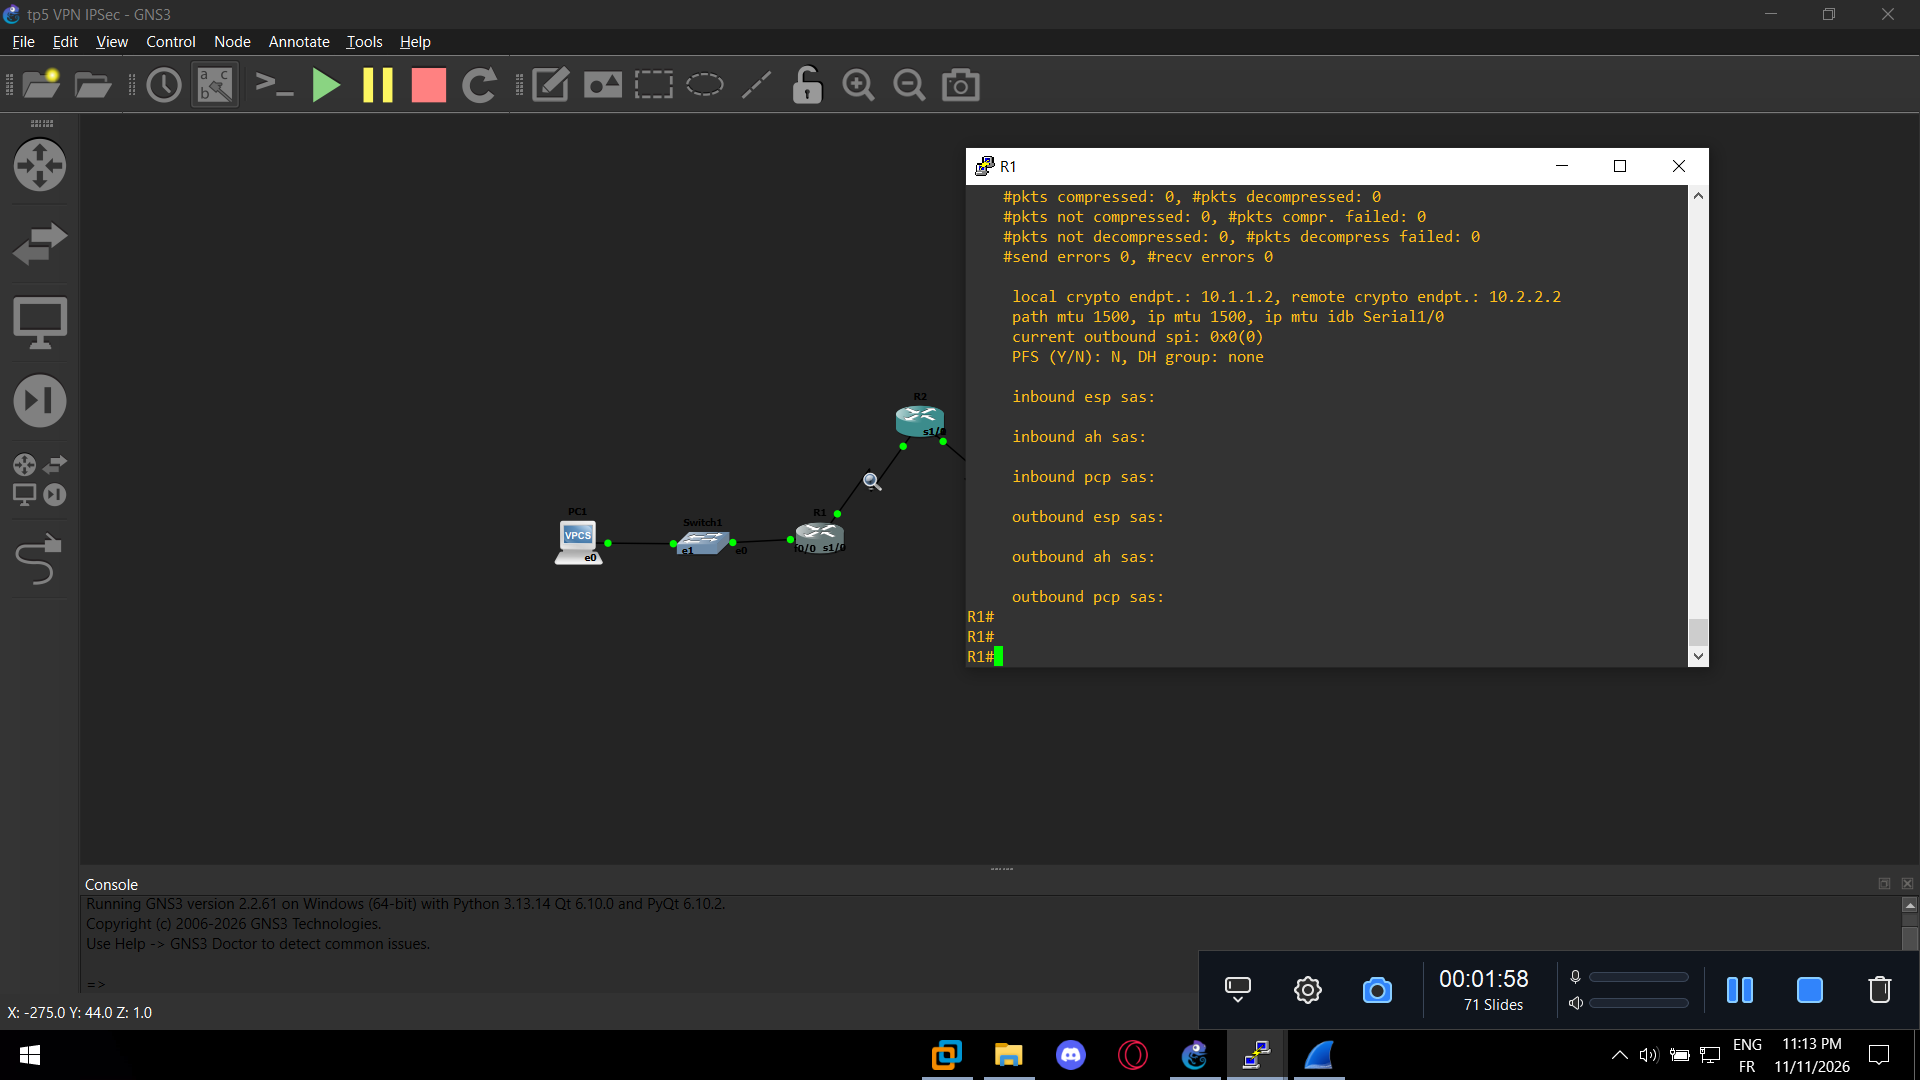 tp5 VPN IPSec - GNS3
File Edit View Control Node Annotate Tools Help
R1
#pkts compressed: 0, #pkts decompressed: 0
#pkts not compressed: 0, #pkts compr. failed: 0
#pkts not decompressed: 0, #pkts decompress failed: 0
#send errors 0, #recv errors 0
local crypto endpt.: 10.1.1.2, remote crypto endpt.: 10.2.2.2
path mtu 1500, ip mtu 1500, ip mtu idb Serial1/0
current outbound spi: 0x0(0)
PFS (Y/N): N, DH group: none
inbound esp sas:
inbound ah sas:
inbound pcp sas:
outbound esp sas:
outbound ah sas:
outbound pcp sas:
R1#
R1#
R1#
R2
s1/0
PC1
VPCS
e0
Switch1
e1
e0
R1
f0/0 s1/0
Console
Running GNS3 version 2.2.61 on Windows (64-bit) with Python 3.13.14 Qt 6.10.0 and PyQt 6.10.2.
Copyright (c) 2006-2026 GNS3 Technologies.
Use Help -> GNS3 Doctor to detect common issues.
=>
X: -275.0 Y: 44.0 Z: 1.0
00:01:58
71 Slides
ENG
FR
11:13 PM
11/11/2026